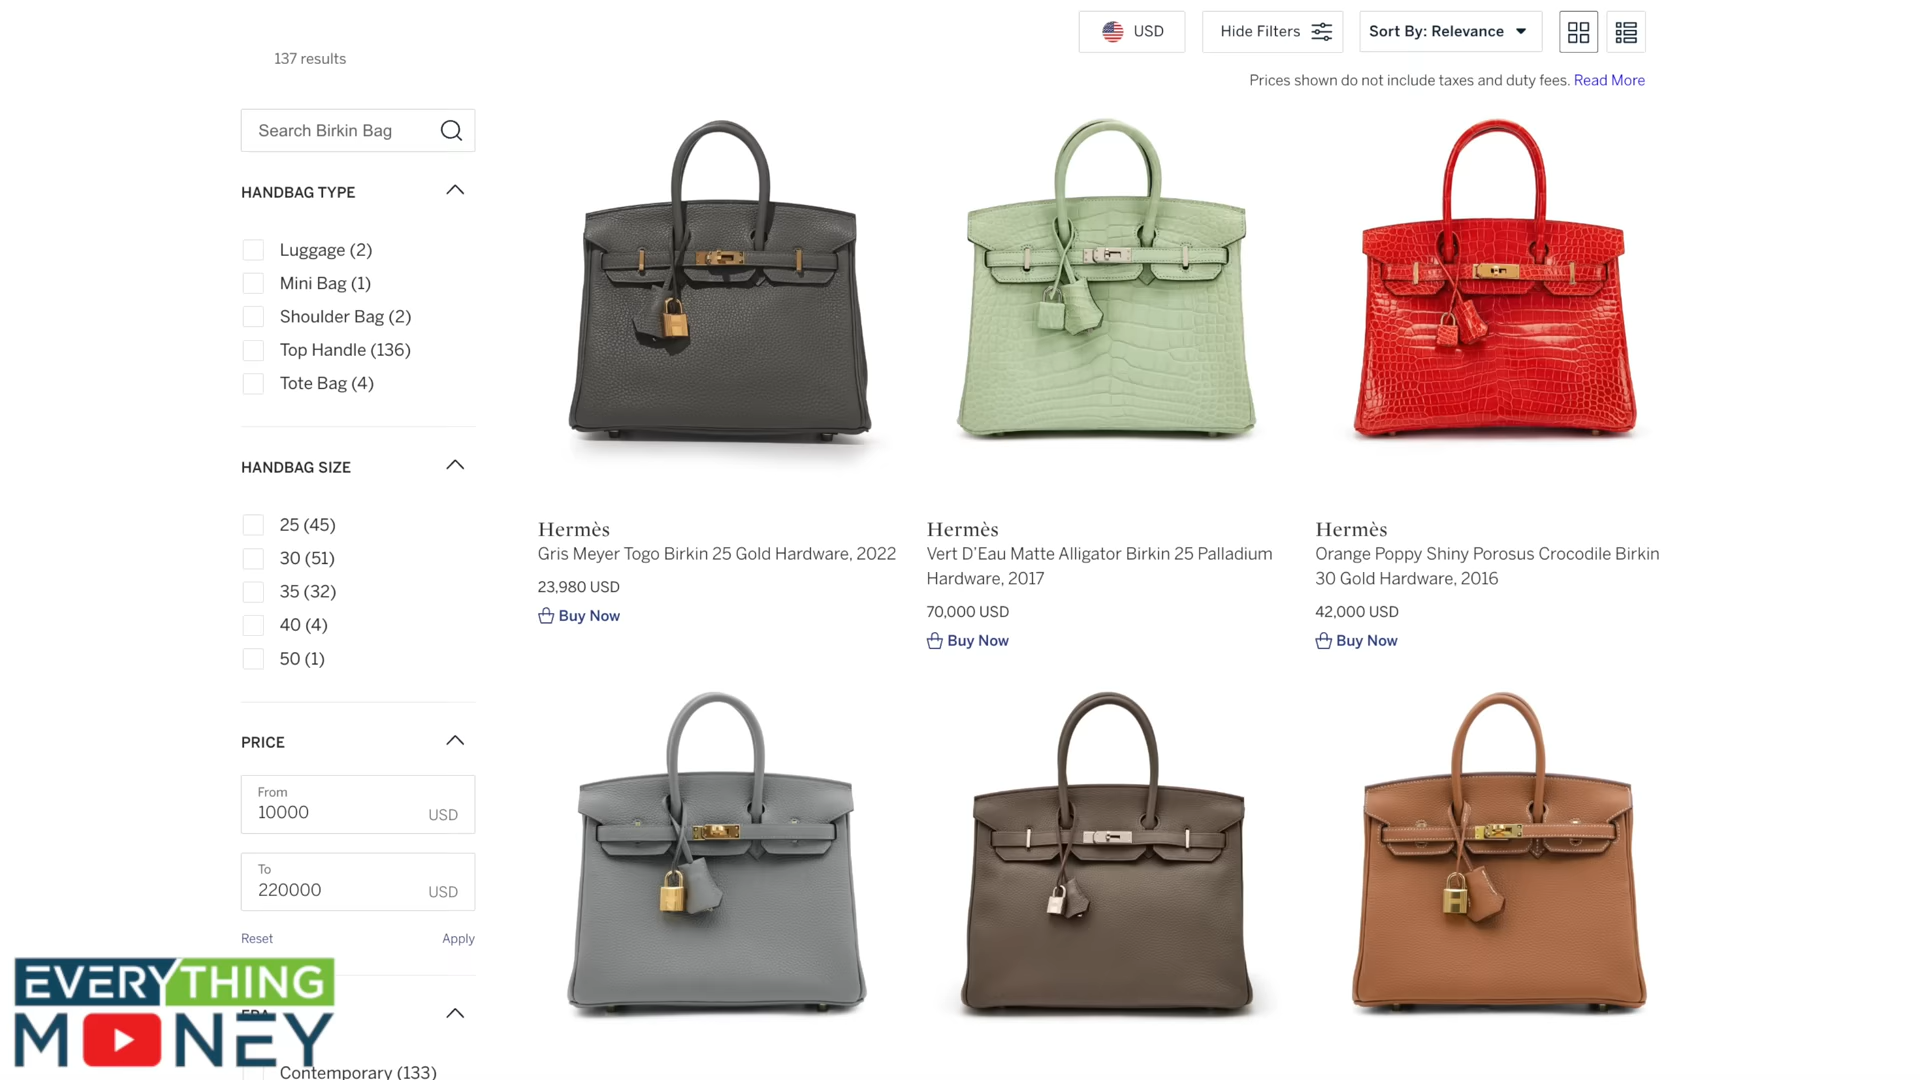 137 results
USD
Hide Filters
Sort By: Relevance
Prices shown do not include taxes and duty fees. Read More
Search Birkin Bag
HANDBAG TYPE
Luggage (2)
Mini Bag (1)
Shoulder Bag (2)
Top Handle (136)
Tote Bag (4)
HANDBAG SIZE
25 (45)
30 (51)
35 (32)
40 (4)
50 (1)
PRICE
From
10000
USD
To
220000
USD
Reset
Apply
Contemporary (133)
Hermès
Gris Meyer Togo Birkin 25 Gold Hardware, 2022
23,980 USD
Buy Now
Hermès
Vert D'Eau Matte Alligator Birkin 25 Palladium
Hardware, 2017
70,000 USD
Buy Now
Hermès
Orange Poppy Shiny Porosus Crocodile Birkin
30 Gold Hardware, 2016
42,000 USD
Buy Now
EVERYTHING
MONEY